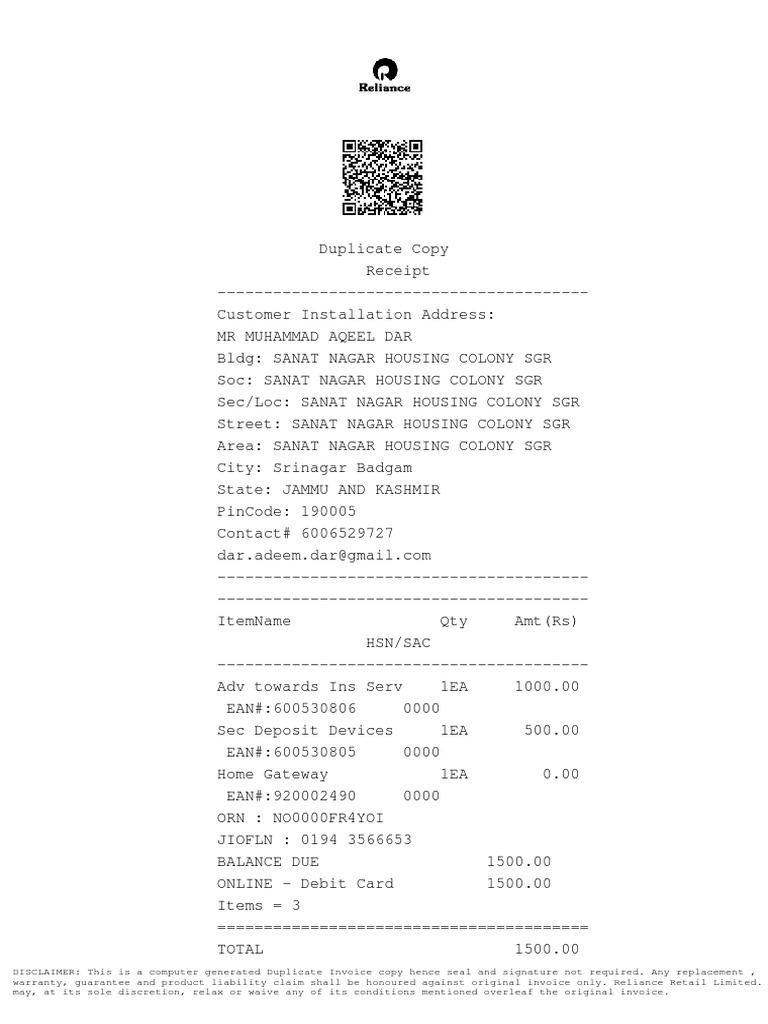 Reliance
Duplicate Copy
Receipt
----------------------------------------
Customer Installation Address:
MR MUHAMMAD AQEEL DAR
Bldg: SANAT NAGAR HOUSING COLONY SGR
Soc: SANAT NAGAR HOUSING COLONY SGR
Sec/Loc: SANAT NAGAR HOUSING COLONY SGR
Street: SANAT NAGAR HOUSING COLONY SGR
Area: SANAT NAGAR HOUSING COLONY SGR
City: Srinagar Badgam
State: JAMMU AND KASHMIR
PinCode: 190005
Contact# 6006529727
dar.adeem.dar@gmail.com
----------------------------------------
----------------------------------------
ItemName Qty Amt(Rs)
HSN/SAC
----------------------------------------
Adv towards Ins Serv 1EA 1000.00
EAN#:600530806 0000
Sec Deposit Devices 1EA 500.00
EAN#:600530805 0000
Home Gateway 1EA 0.00
EAN#:920002490 0000
ORN : NO0000FR4YOI
JIOFLN : 0194 3566653
BALANCE DUE 1500.00
ONLINE - Debit Card 1500.00
Items = 3
========================================
TOTAL 1500.00
DISCLAIMER: This is a computer generated Duplicate Invoice copy hence seal and signature not required. Any replacement ,
warranty, guarantee and product liability claim shall be honoured against original invoice only. Reliance Retail Limited.
may, at its sole discretion, relax or waive any of its conditions mentioned overleaf the original invoice.